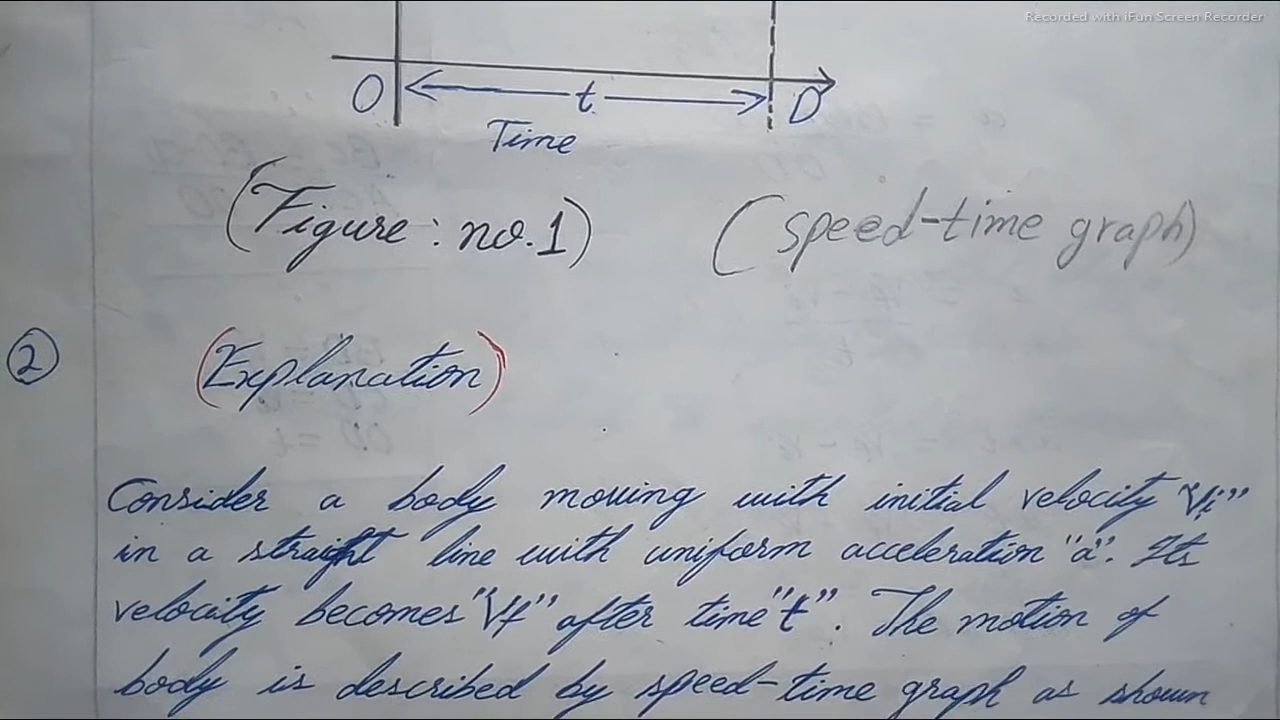 Recorded with iFun Screen Recorder
O t D
Time
(Figure : no.1) (speed-time graph)
2 (Explanation)
Consider a body moving with initial velocity "Vi"
in a straight line with uniform acceleration "a". Its
velocity becomes "Vf" after time "t". The motion of
body is described by speed-time graph as shown